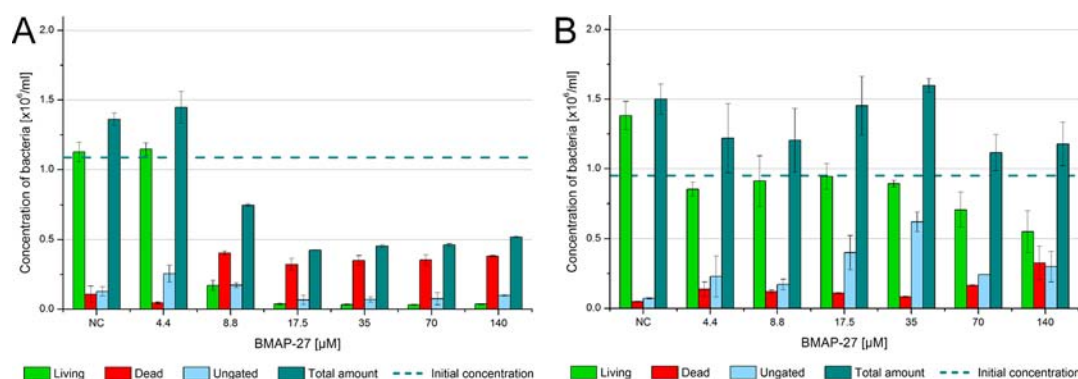 A
Concentration of bacteria [x10⁶/ml]
2.0
1.5
1.0
0.5
0.0
NC 4.4 8.8 17.5 35 70 140
BMAP-27 [µM]
Living Dead Ungated Total amount Initial concentration
B
Concentration of bacteria [x10⁶/ml]
2.0
1.5
1.0
0.5
0.0
NC 4.4 8.8 17.5 35 70 140
BMAP-27 [µM]
Living Dead Ungated Total amount Initial concentration